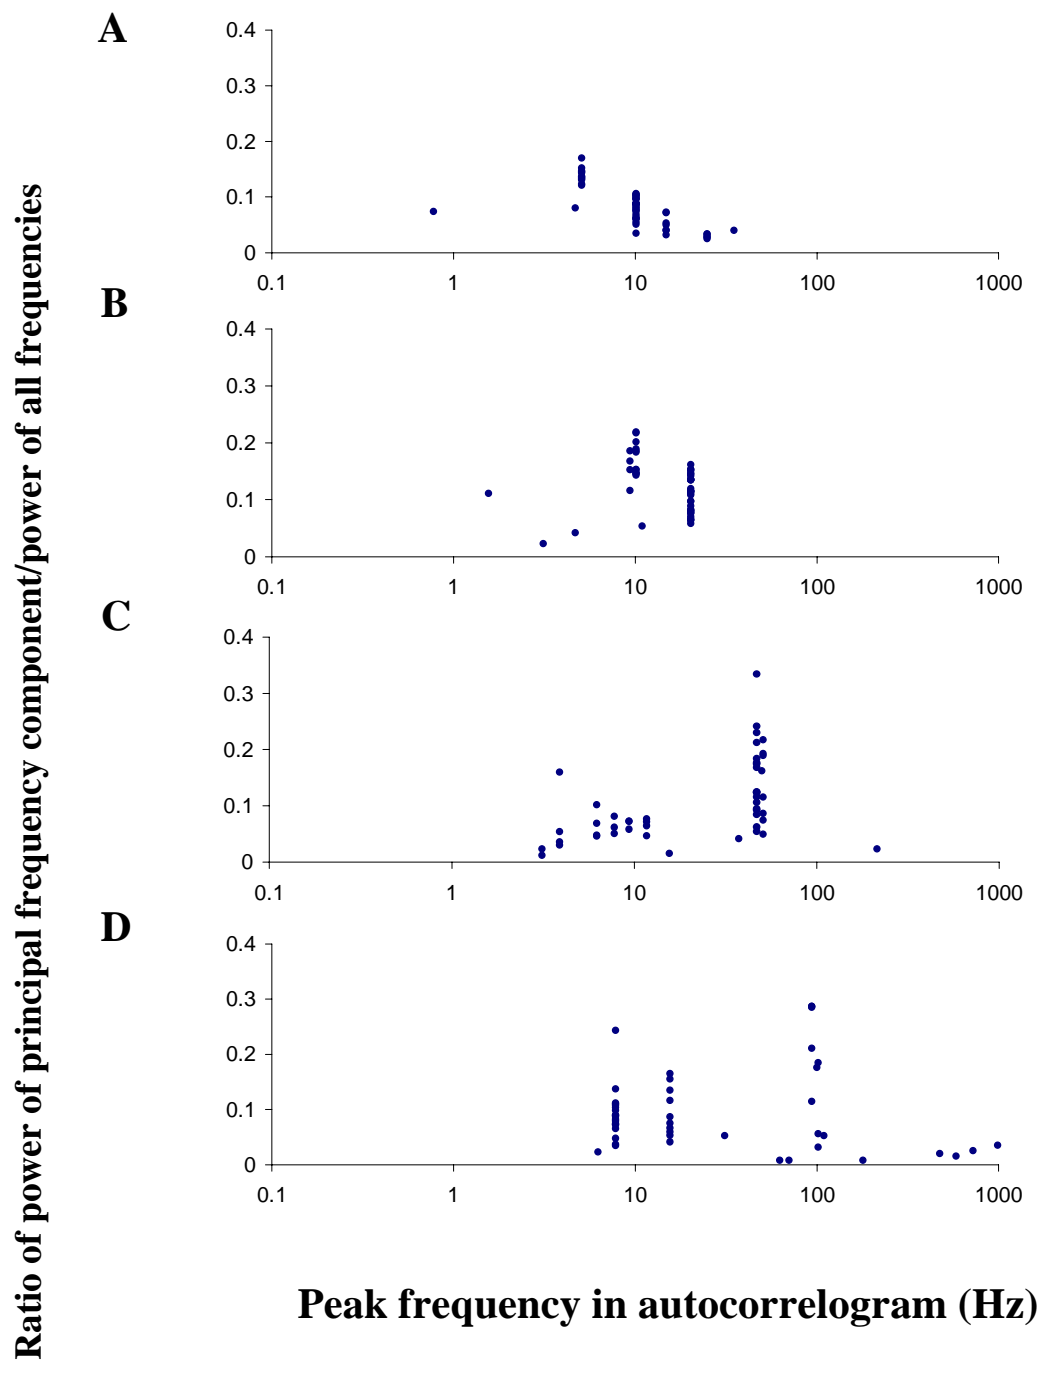 Ratio of power of principal frequency component/power of all frequencies
A
0.4
0.3
0.2
0.1
0
0.1 1 10 100 1000
B
0.4
0.3
0.2
0.1
0
0.1 1 10 100 1000
C
0.4
0.3
0.2
0.1
0
0.1 1 10 100 1000
D
0.4
0.3
0.2
0.1
0
0.1 1 10 100 1000
Peak frequency in autocorrelogram (Hz)